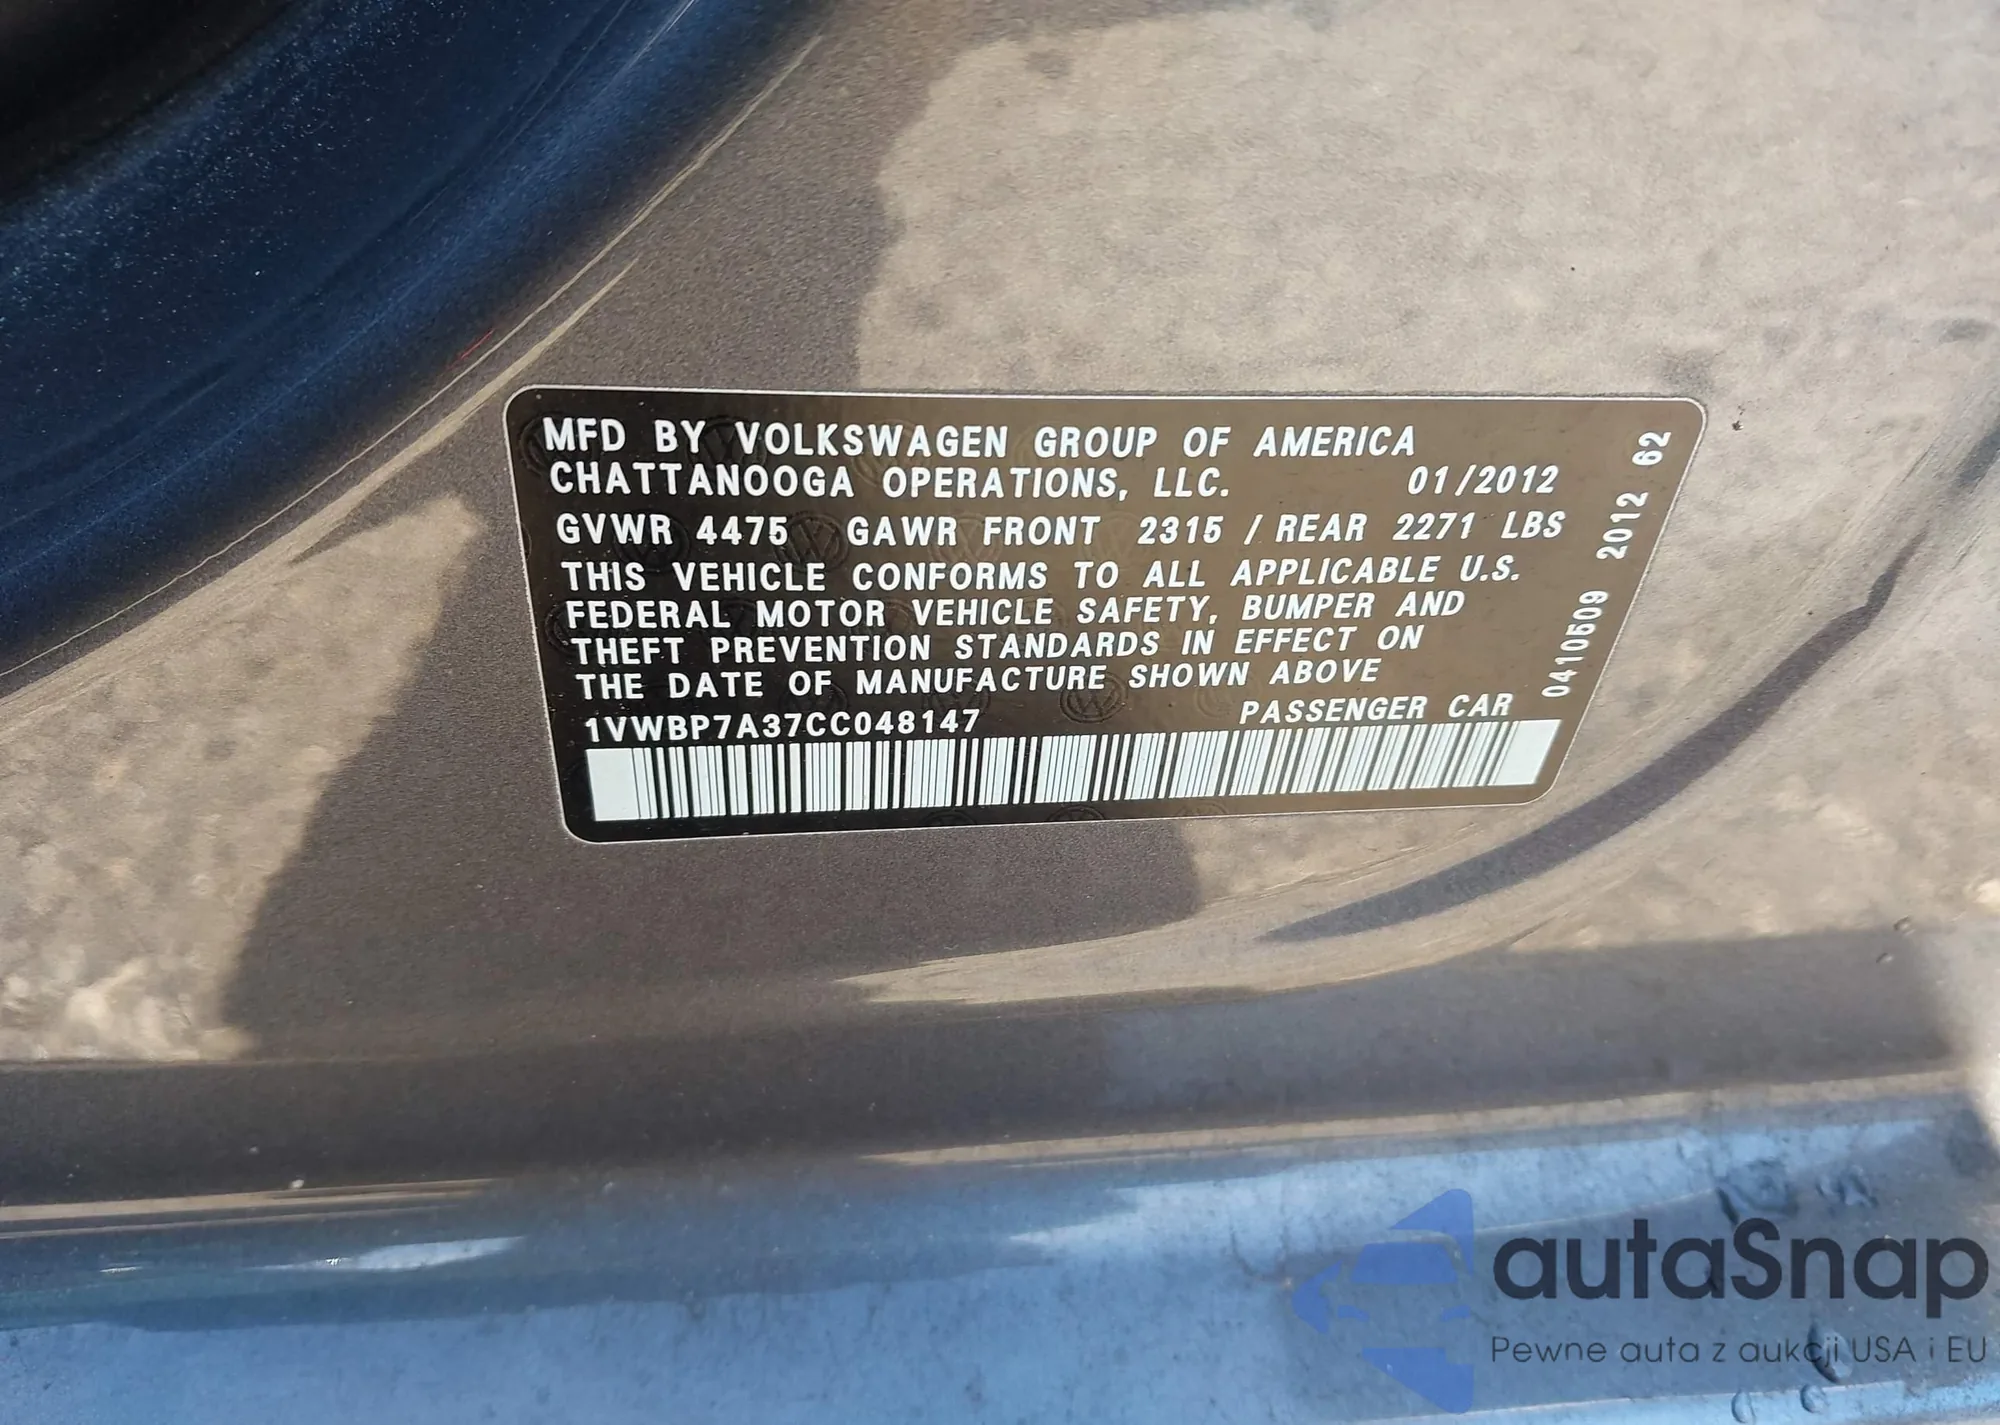 MFD BY VOLKSWAGEN GROUP OF AMERICA
CHATTANOOGA OPERATIONS, LLC. 01/2012
GVWR 4475 GAWR FRONT 2315 / REAR 2271 LBS
THIS VEHICLE CONFORMS TO ALL APPLICABLE U.S.
FEDERAL MOTOR VEHICLE SAFETY, BUMPER AND
THEFT PREVENTION STANDARDS IN EFFECT ON
THE DATE OF MANUFACTURE SHOWN ABOVE
1VWBP7A37CC048147 PASSENGER CAR
0410509 2012 62
autaSnap
Pewne auta z aukcji USA i EU